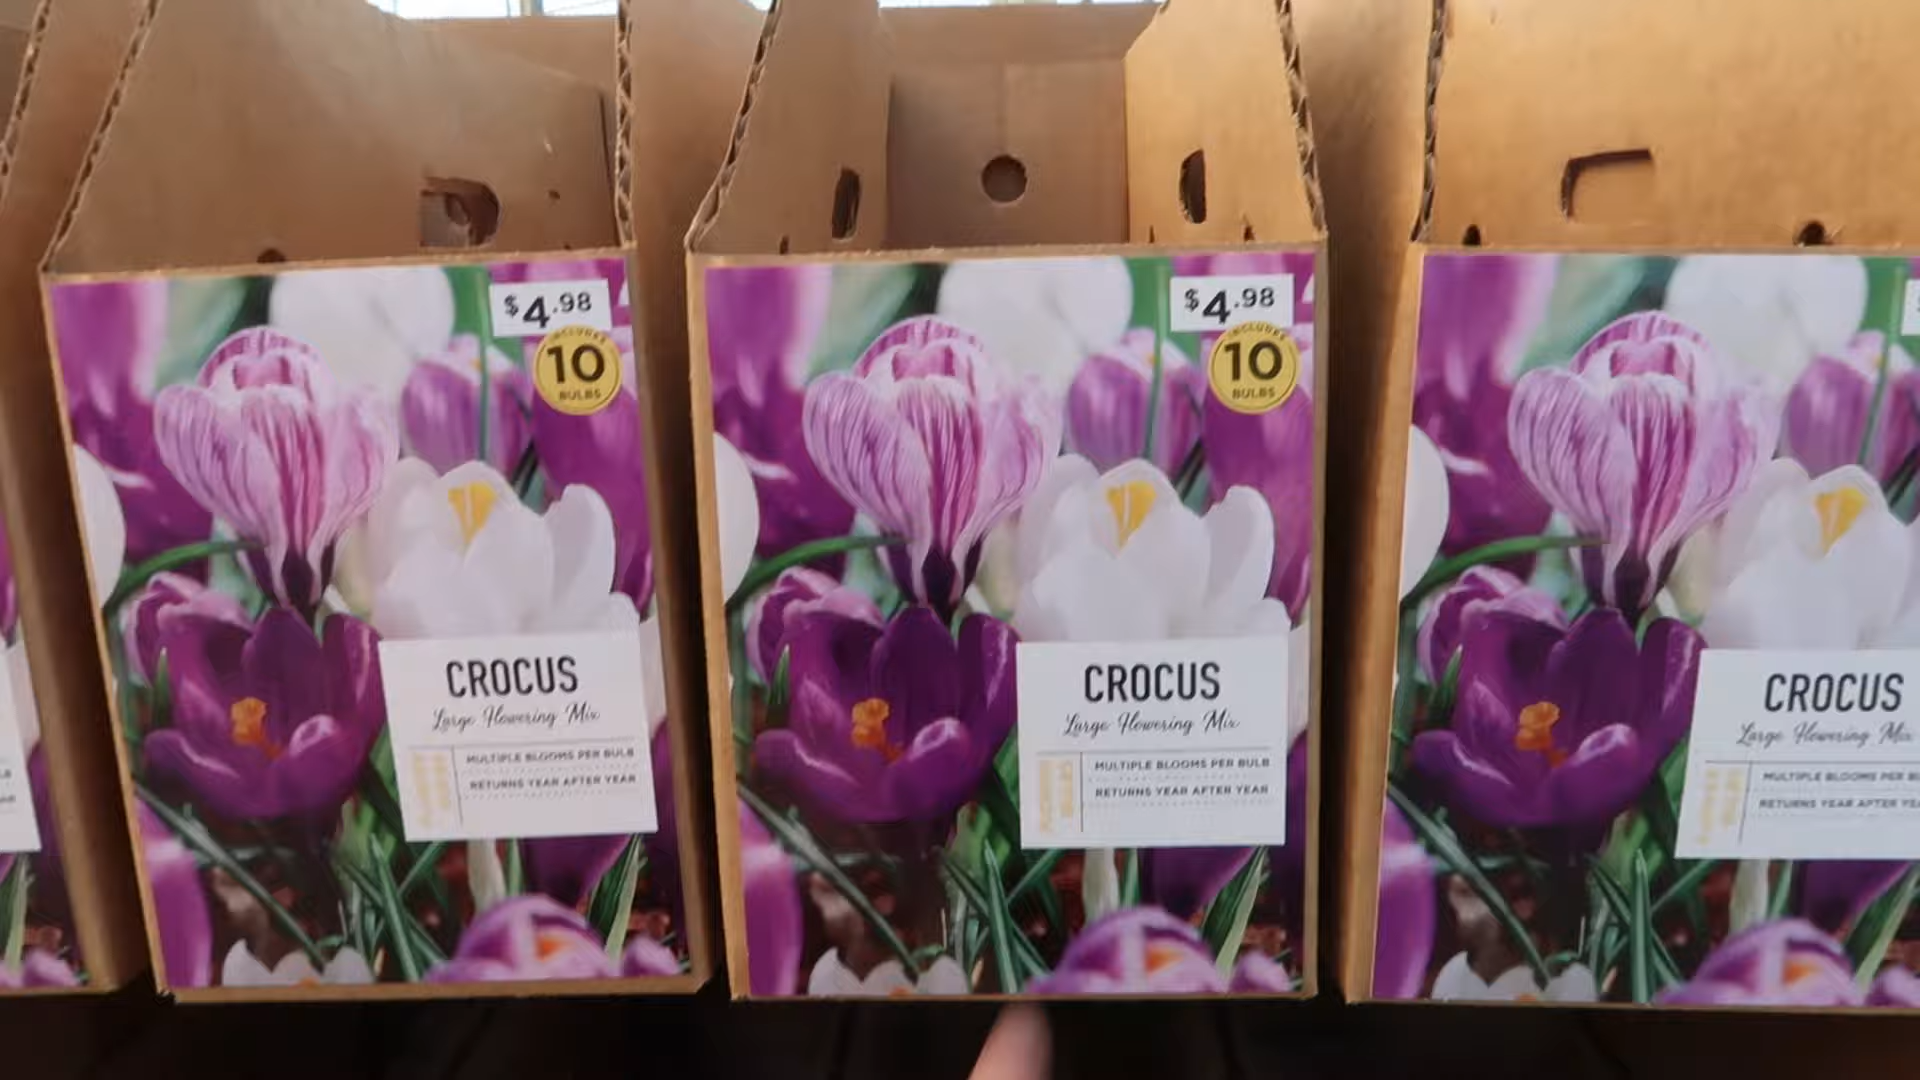 $4.98
INCLUDES
10
BULBS
CROCUS
Large Flowering Mix
MULTIPLE BLOOMS PER BULB
RETURNS YEAR AFTER YEAR
$4.98
INCLUDES
10
BULBS
CROCUS
Large Flowering Mix
MULTIPLE BLOOMS PER BULB
RETURNS YEAR AFTER YEAR
CROCUS
Large Flowering Mix
MULTIPLE BLOOMS PER
RETURNS YEAR AFTER